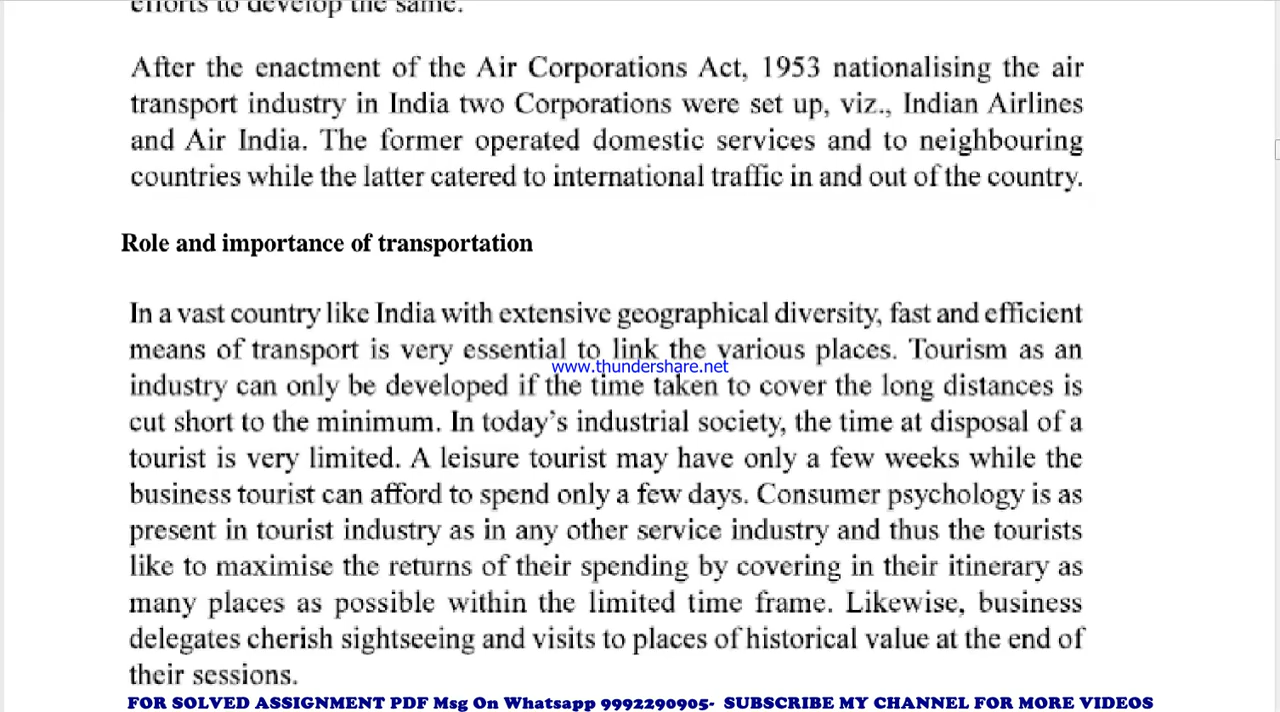 efforts to develop the same.
After the enactment of the Air Corporations Act, 1953 nationalising the air
transport industry in India two Corporations were set up, viz., Indian Airlines
and Air India. The former operated domestic services and to neighbouring
countries while the latter catered to international traffic in and out of the country.
Role and importance of transportation
In a vast country like India with extensive geographical diversity, fast and efficient
means of transport is very essential to link the various places. Tourism as an
www.thundershare.net
industry can only be developed if the time taken to cover the long distances is
cut short to the minimum. In today's industrial society, the time at disposal of a
tourist is very limited. A leisure tourist may have only a few weeks while the
business tourist can afford to spend only a few days. Consumer psychology is as
present in tourist industry as in any other service industry and thus the tourists
like to maximise the returns of their spending by covering in their itinerary as
many places as possible within the limited time frame. Likewise, business
delegates cherish sightseeing and visits to places of historical value at the end of
their sessions.
FOR SOLVED ASSIGNMENT PDF Msg On Whatsapp 9992290905- SUBSCRIBE MY CHANNEL FOR MORE VIDEOS